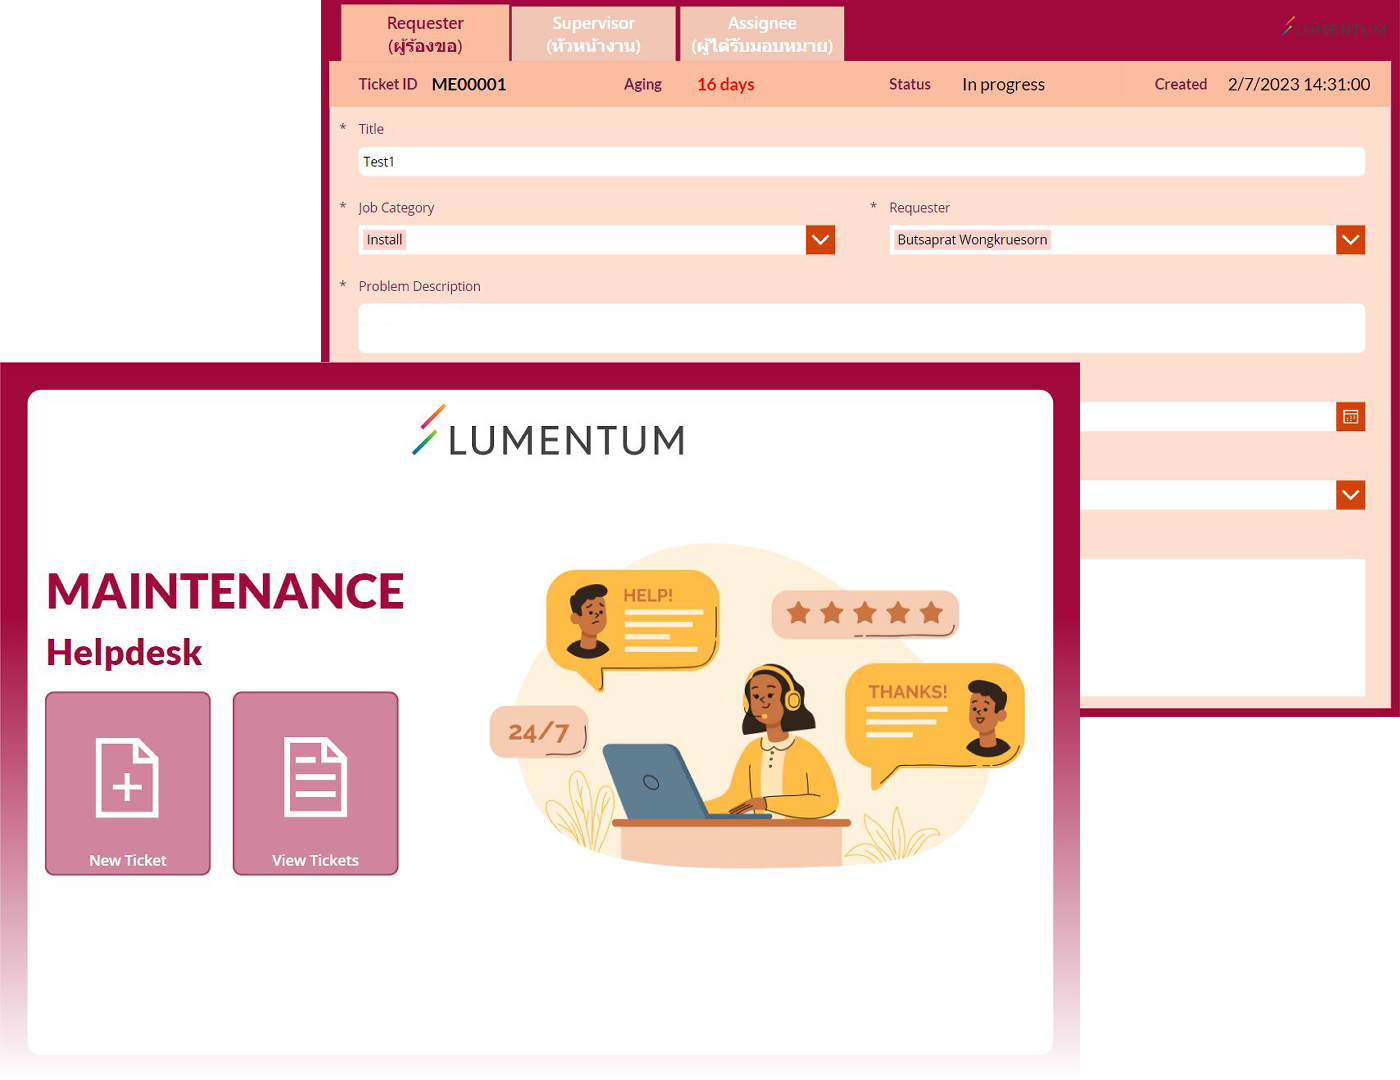 Requester
(ผู้ร้องขอ)
Supervisor
(หัวหน้างาน)
Assignee
(ผู้ได้รับมอบหมาย)
LUMENTUM
Ticket ID ME00001 Aging 16 days Status In progress Created 2/7/2023 14:31:00
* Title
Test1
* Job Category * Requester
Install Butsaprat Wongkruesorn
* Problem Description
LUMENTUM
MAINTENANCE
Helpdesk
New Ticket
View Tickets
HELP!
24/7
THANKS!